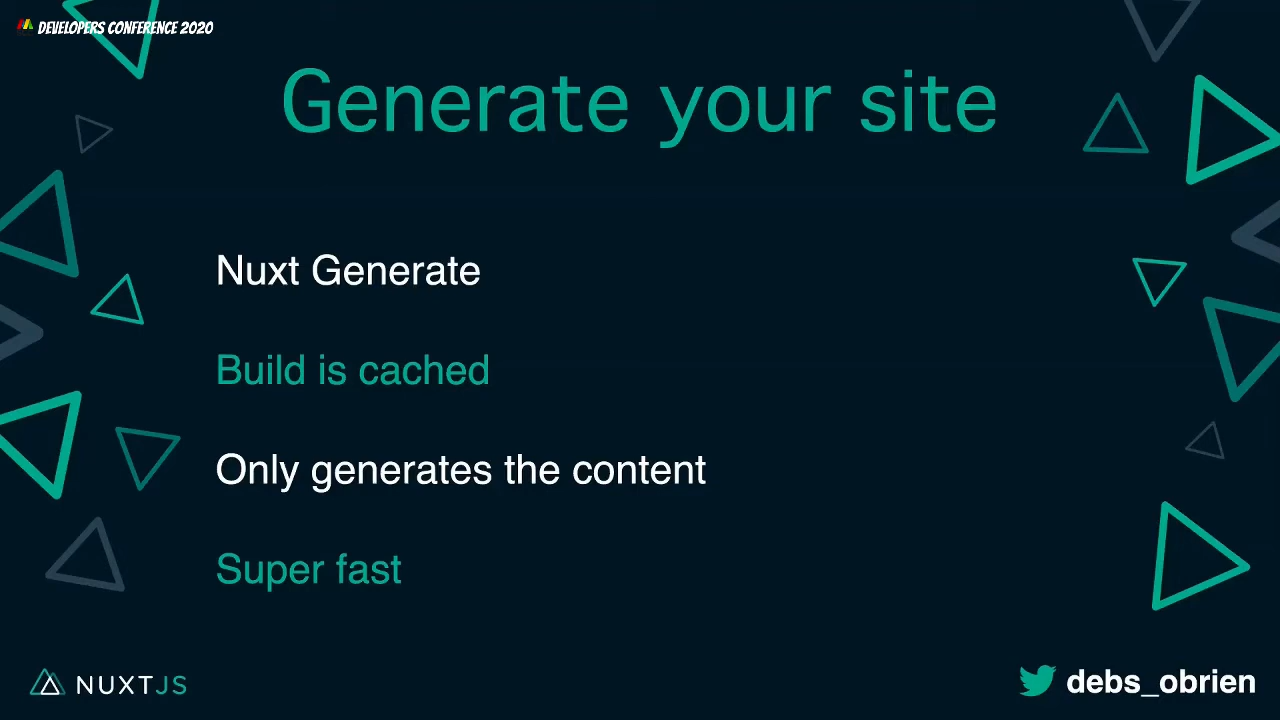 DEVELOPERS CONFERENCE 2020
Generate your site
Nuxt Generate
Build is cached
Only generates the content
Super fast
NUXTJS
debs_obrien